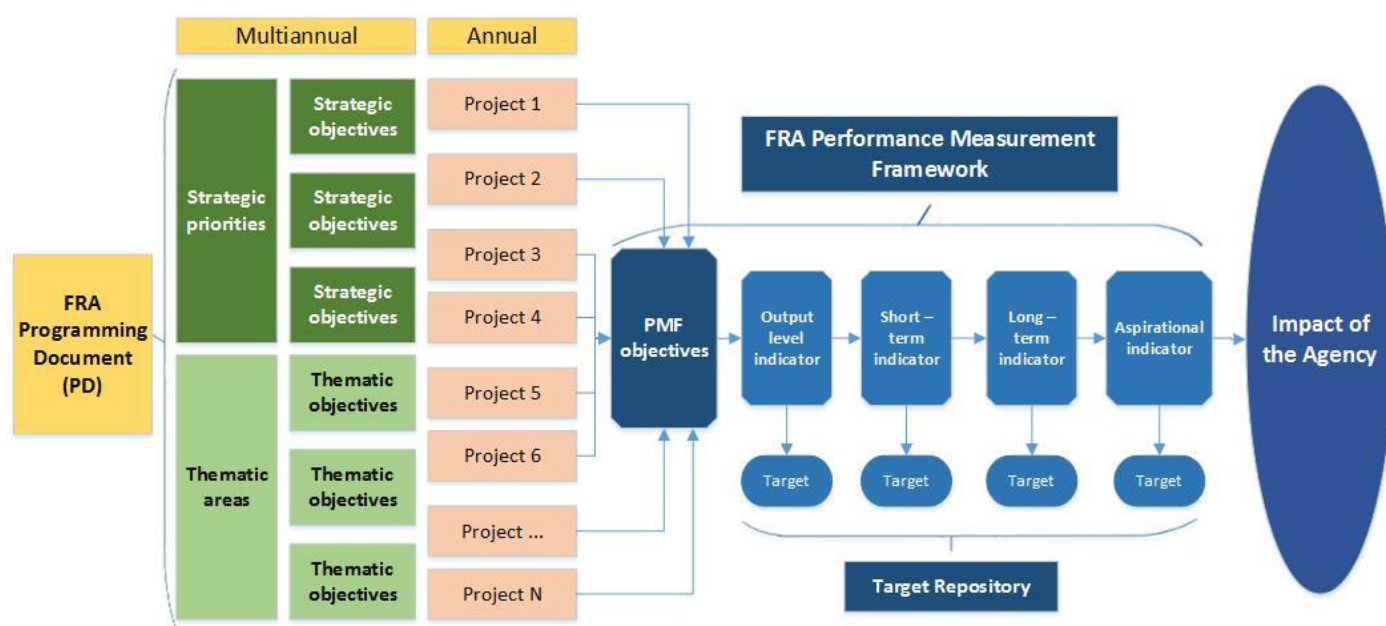 Multiannual
Annual
FRA
Programming
Document
(PD)
Strategic
priorities
Strategic
objectives
Strategic
objectives
Strategic
objectives
Thematic
areas
Thematic
objectives
Thematic
objectives
Thematic
objectives
Project 1
Project 2
Project 3
Project 4
Project 5
Project 6
Project ...
Project N
PMF
objectives
FRA Performance Measurement
Framework
Output
level
indicator
Short –
term
indicator
Long –
term
indicator
Aspirational
indicator
Target
Target
Target
Target
Target Repository
Impact of
the Agency